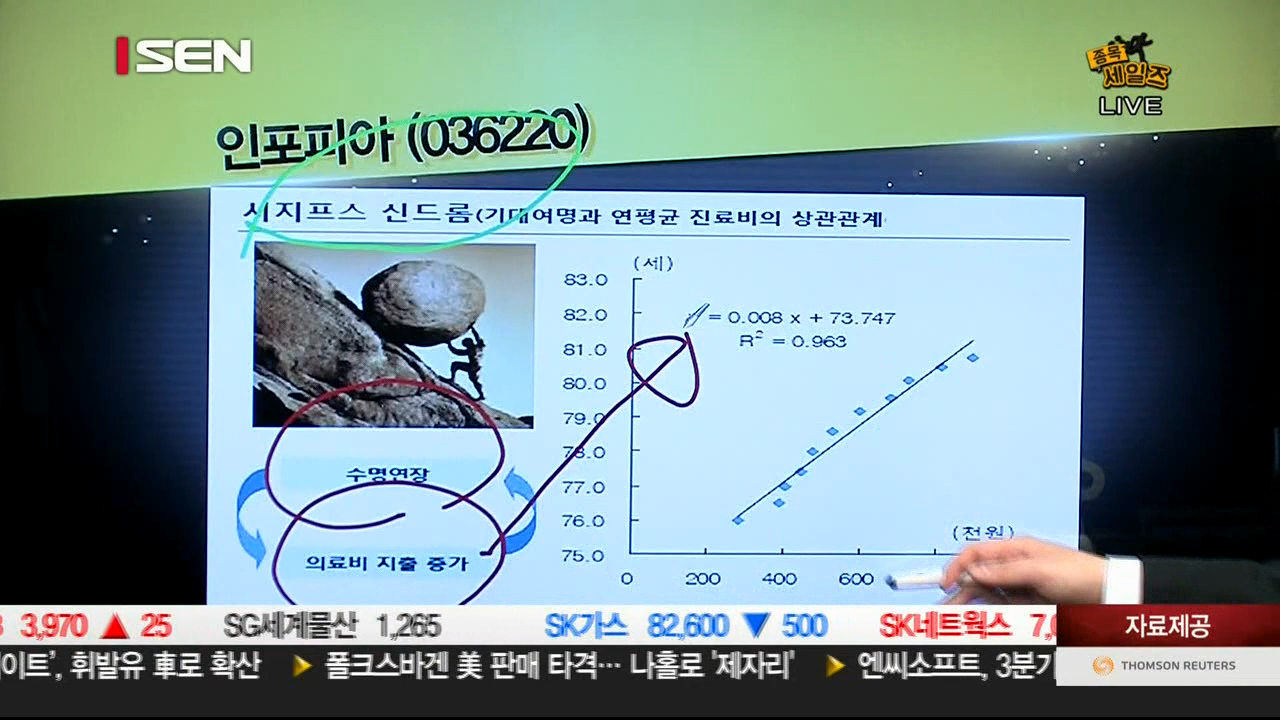 SEN
종목
세일즈
LIVE
인포피아 (036220)
시지프스 신드롬(기대여명과 연평균 진료비의 상관관계
(세)
83.0
82.0
81.0
80.0
79.0
78.0
77.0
76.0
75.0
= 0.008 x + 73.747
R² = 0.963
(천원)
0 200 400 600
수명연장
의료비 지출 증가
3,970 ▲ 25 SG세계물산 1,265 SK가스 82,600 ▼ 500 SK네트웍스
자료제공
이트', 휘발유 車로 확산 ▶ 폴크스바겐 美 판매 타격… 나홀로 '제자리' ▶ 엔씨소프트, 3분기
THOMSON REUTERS